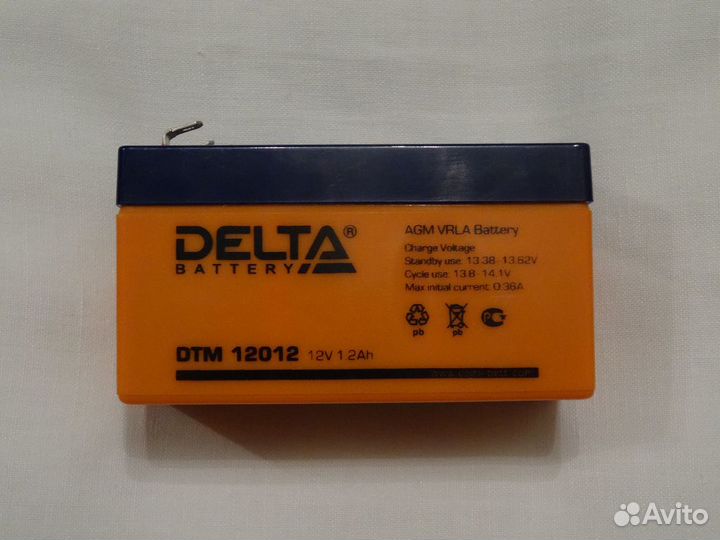 DELTA®
BATTERY
AGM VRLA Battery
Charge Voltage
Standby use: 13.38-13.62V
Cycle use: 13.8-14.1V
Max initial current: 0.36A
pb
pb
DTM 12012 12V 1.2Ah
Avito